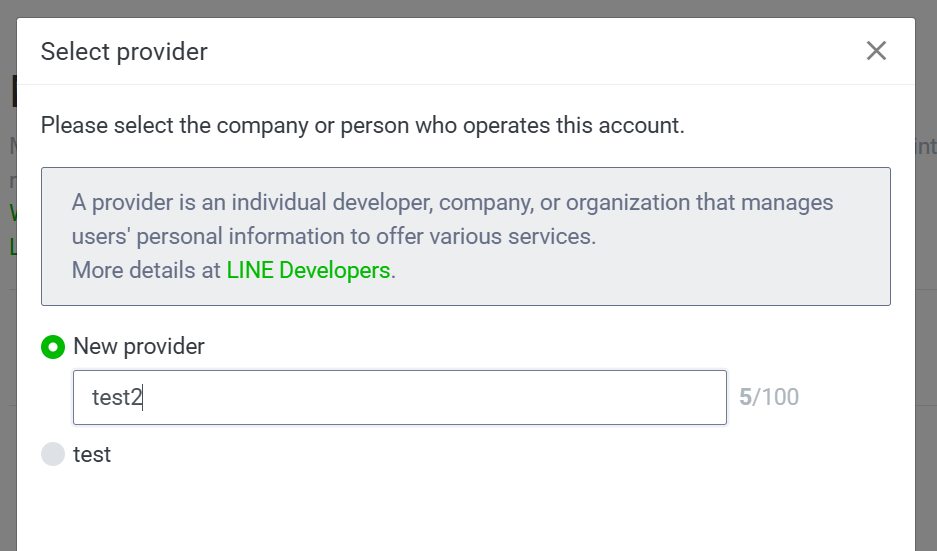 Select provider
Please select the company or person who operates this account.
A provider is an individual developer, company, or organization that manages
users' personal information to offer various services.
More details at LINE Developers.
New provider
test2
5/100
test